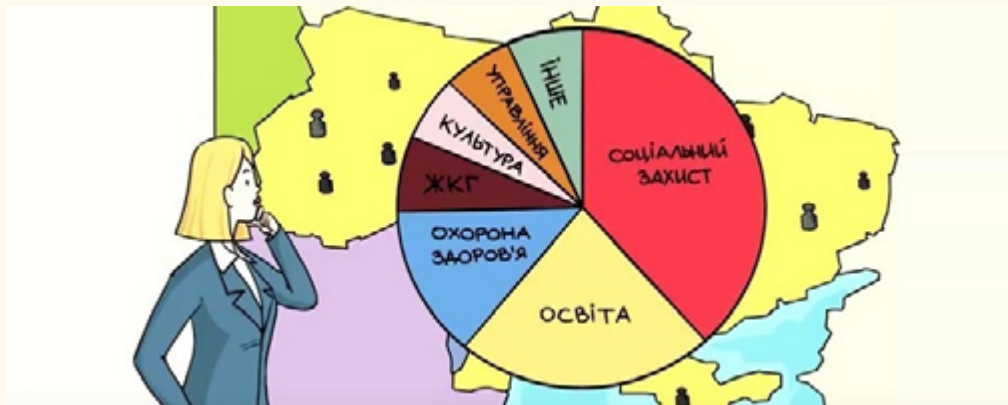 ІНШЕ
УПРАВЛІННЯ
КУЛЬТУРА
ЖКГ
ОХОРОНА
ЗДОРОВ'Я
ОСВІТА
СОЦІАЛЬНИЙ
ЗАХИСТ